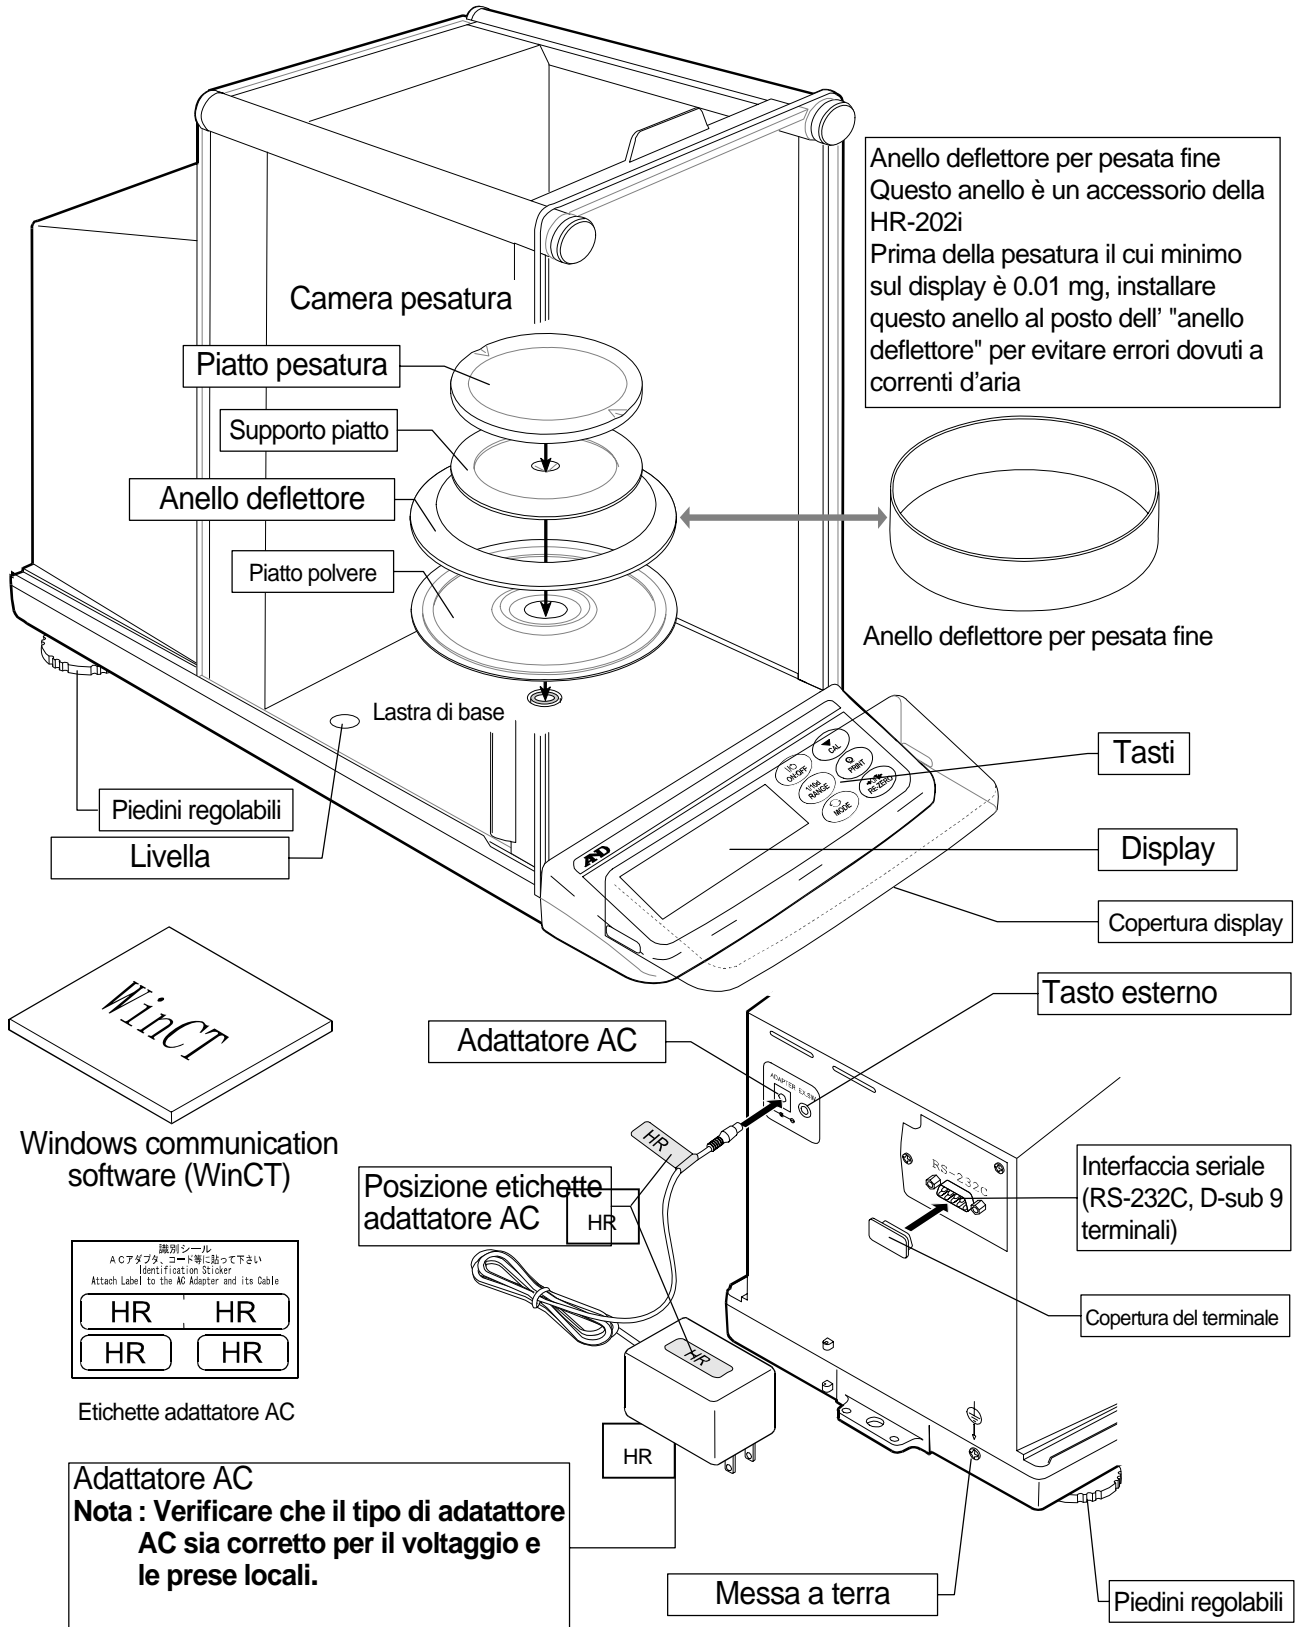 Anello deflettore per pesata fine
Questo anello è un accessorio della
HR-202i
Prima della pesatura il cui minimo
sul display è 0.01 mg, installare
questo anello al posto dell' "anello
deflettore" per evitare errori dovuti a
correnti d'aria
Camera pesatura
Piatto pesatura
Supporto piatto
Anello deflettore
Piatto polvere
Anello deflettore per pesata fine
Lastra di base
Piedini regolabili
Livella
CAL
ON:OFF
PRINT
1/10d
RANGE
RE-ZERO
MODE
AND
Tasti
Display
Copertura display
Tasto esterno
WinCT
Windows communication
software (WinCT)
Adattatore AC
ADAPTER EX.SW
HR
Posizione etichette
adattatore AC
HR
RS-232C
Interfaccia seriale
(RS-232C, D-sub 9
terminali)
Copertura del terminale
識別シール
ACアダプタ、コード等に貼って下さい
Identification Sticker
Attach Label to the AC Adapter and its Cable
HR HR
HR HR
Etichette adattatore AC
HR
HR
Adattatore AC
Nota : Verificare che il tipo di adatattore
AC sia corretto per il voltaggio e
le prese locali.
Messa a terra
Piedini regolabili